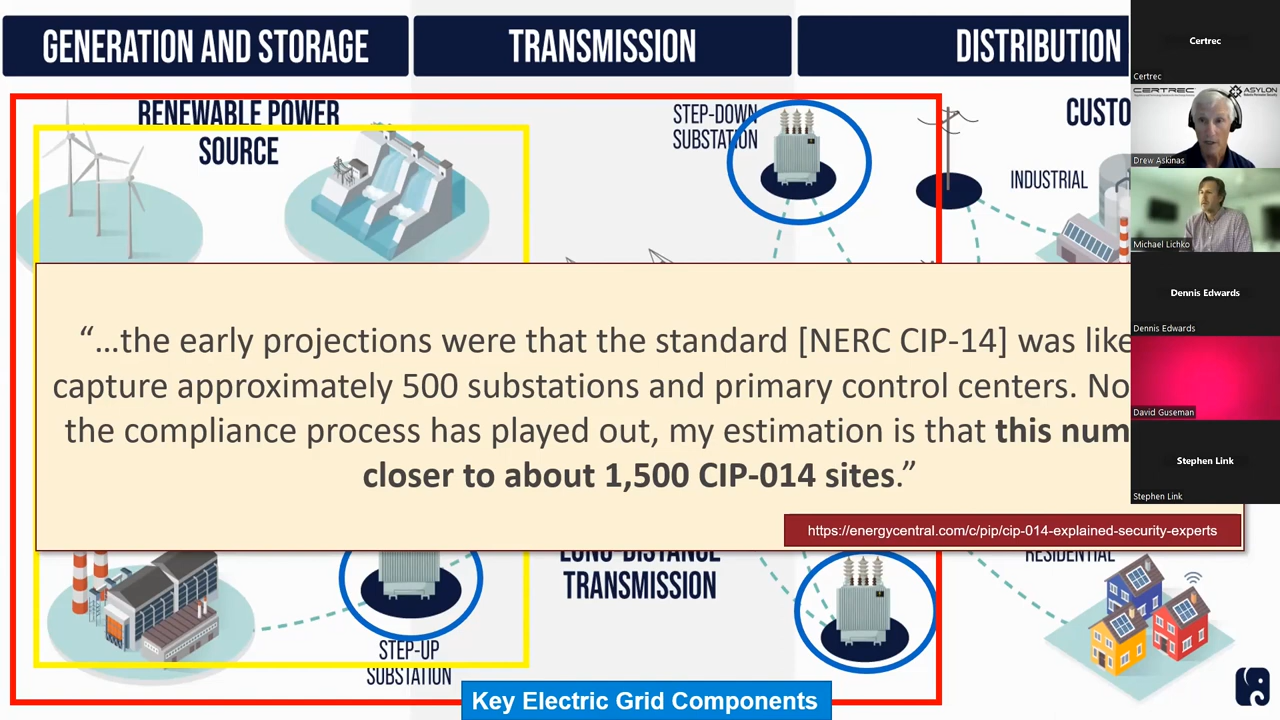 GENERATION AND STORAGE
TRANSMISSION
DISTRIBUTION
RENEWABLE POWER
SOURCE
STEP-DOWN
SUBSTATION
CUSTO
INDUSTRIAL
“...the early projections were that the standard [NERC CIP-14] was like
capture approximately 500 substations and primary control centers. No
the compliance process has played out, my estimation is that this num
closer to about 1,500 CIP-014 sites.”
https://energycentral.com/c/pip/cip-014-explained-security-experts
LONG-DISTANCE
TRANSMISSION
RESIDENTIAL
STEP-UP
SUBSTATION
Key Electric Grid Components
Certrec
Certrec
CERTREC
ASYLON
Drew Askinas
Michael Lichko
Dennis Edwards
Dennis Edwards
David Guseman
Stephen Link
Stephen Link